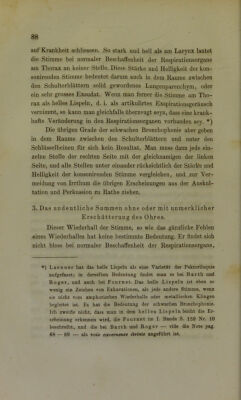 88
auf Krankheit schliessen. So stark und hell als am Larynx lautet
die Stimme bei normaler Beschaffenheit der Respirationsorgane
am Thorax an keiner Stelle. Diese Stärke und Helligkeit der kon-
sonirenden Stimme bedeutet darum auch in dem Raume zwischen
den Schulterblättern solid gewordenes Lungenparenchym, oder
ein sehr grosses Exsudat. Wenn man ferner die Stimme am Tho-
rax als helles Lispeln, d. i. als artikulirtes Exspirationsgeräusch
vernimmt, so kann man gleichfalls überzeugt seyn, dass eine krank-
hafte Veränderung in den Respirationsorganen vorhanden sey. *)
Die übrigen Grade der schwachen Bronchophonie aber geben
in dem Raume zwischen den Schulterblättern und unter den
Schlüsselbeinen für sich kein Resultat. Man muss dann jede ein-
zelne Stelle der rechten Seite mit der gleichnamigen der linken
Seite, und alle Stellen unter einander rücksichtlich der Stärke und
Helligkeit der konsonirenden Stimme vergleichen, und zur Ver-
meidung von Irrthum die übrigen Erscheinungen aus der Auskul-
tation und Perkussion zu Rathe ziehen.
3. Das undeutliche Summen ohne oder mit unmerklicher
Erschütterung des Ohres.
Dieser Wiederhall der Stimme, so wie das gänzliche Fehlen
eines Wiederhalles hat keine bestimmte Bedeutung. Er findet sich
nicht bloss bei normaler Beschaffenheit der Respirationsorgane,
*) Laennec hat das helle Lispeln als eine Varietät der Pektoriloquie
aufgefasst; in derselben Bedeutung findet man es bei Barth und
Roger, und auch bei Fournet. Das helle Lispeln ist eben so
wenig ein Zeichen von Exkavationen, als jede andere Stimme, wenn
sie nicht vom amphorischen Wiederhalle oder metallischen Klingen
begleitet ist. Es hat die Bedeutung der schwachen Bronchophonie.
Ich zweifle nicht, dass man in dem hellen Lispeln leicht die Er-
scheinung erkennen wird, die Fournet im I. Bande S. 152 Nr. 10
beschreibt, und die bei Barth und Roger — vide die Note pag.
68 — 69 — als voix caverneuse éteinte angeführt ist.